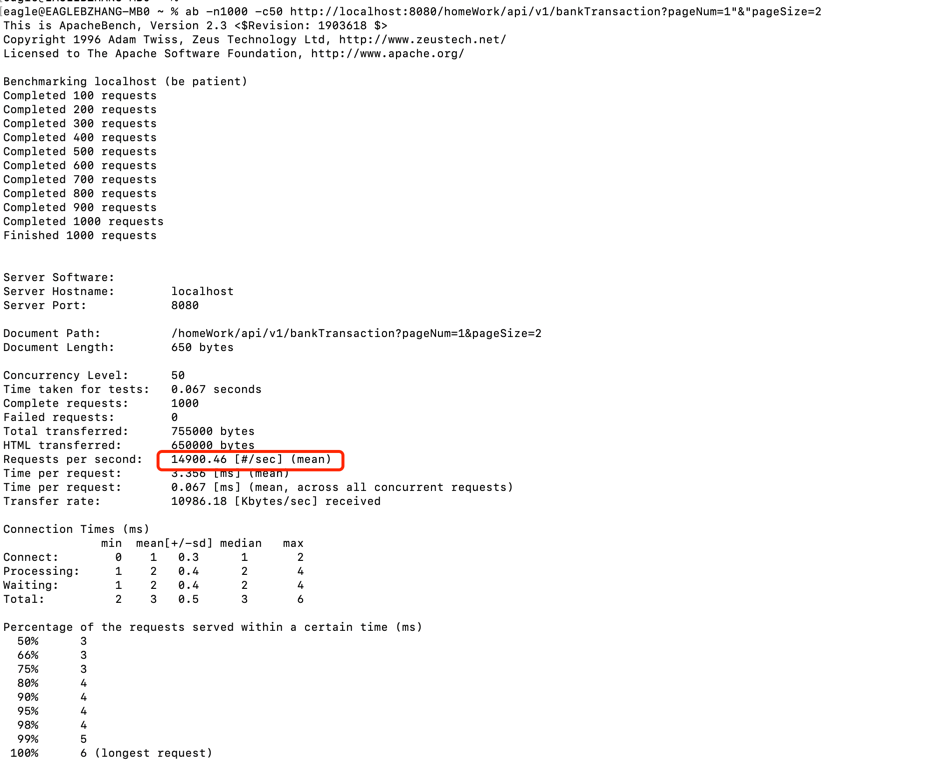 [eagle@EAGLEBZHANG-MB0 ~ % ab -n1000 -c50 http://localhost:8080/homeWork/api/v1/bankTransaction?pageNum=1"&"pageSize=2
This is ApacheBench, Version 2.3 <$Revision: 1903618 $>
Copyright 1996 Adam Twiss, Zeus Technology Ltd, http://www.zeustech.net/
Licensed to The Apache Software Foundation, http://www.apache.org/

Benchmarking localhost (be patient)
Completed 100 requests
Completed 200 requests
Completed 300 requests
Completed 400 requests
Completed 500 requests
Completed 600 requests
Completed 700 requests
Completed 800 requests
Completed 900 requests
Completed 1000 requests
Finished 1000 requests

Server Software:
Server Hostname:        localhost
Server Port:            8080

Document Path:          /homeWork/api/v1/bankTransaction?pageNum=1&pageSize=2
Document Length:        650 bytes

Concurrency Level:      50
Time taken for tests:   0.067 seconds
Complete requests:      1000
Failed requests:        0
Total transferred:      755000 bytes
HTML transferred:       650000 bytes
Requests per second:    14900.46 [#/sec] (mean)
Time per request:       3.356 [ms] (mean)
Time per request:       0.067 [ms] (mean, across all concurrent requests)
Transfer rate:          10986.18 [Kbytes/sec] received

Connection Times (ms)
              min  mean[+/-sd] median   max
Connect:        0    1   0.3      1       2
Processing:     1    2   0.4      2       4
Waiting:        1    2   0.4      2       4
Total:          2    3   0.5      3       6

Percentage of the requests served within a certain time (ms)
  50%      3
  66%      3
  75%      3
  80%      4
  90%      4
  95%      4
  98%      4
  99%      5
 100%      6 (longest request)